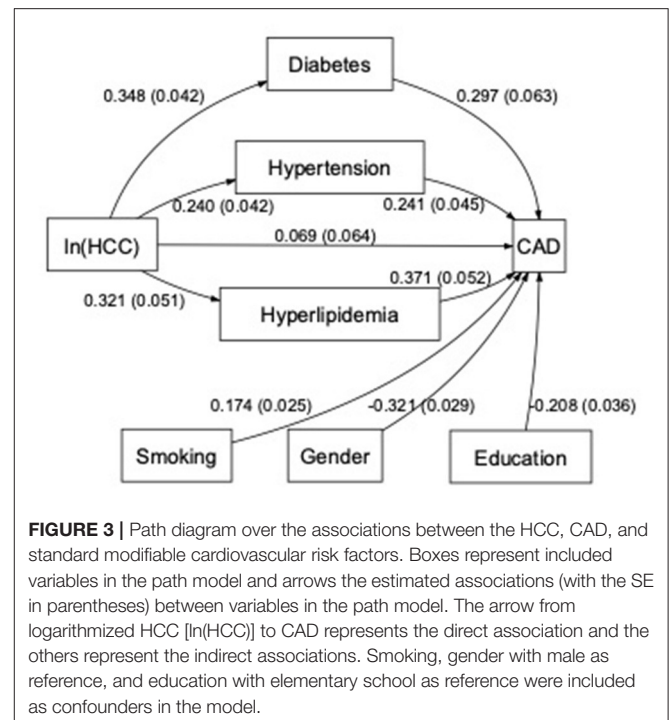 Diabetes
0.348 (0.042)
0.297 (0.063)
Hypertension
0.240 (0.042)
0.241 (0.045)
ln(HCC)
0.069 (0.064)
CAD
0.371 (0.052)
0.321 (0.051)
Hyperlipidemia
0.174 (0.025)
-0.321 (0.029)
-0.208 (0.036)
Smoking
Gender
Education
FIGURE 3 | Path diagram over the associations between the HCC, CAD, and
standard modifiable cardiovascular risk factors. Boxes represent included
variables in the path model and arrows the estimated associations (with the SE
in parentheses) between variables in the path model. The arrow from
logarithmized HCC [ln(HCC)] to CAD represents the direct association and the
others represent the indirect associations. Smoking, gender with male as
reference, and education with elementary school as reference were included
as confounders in the model.